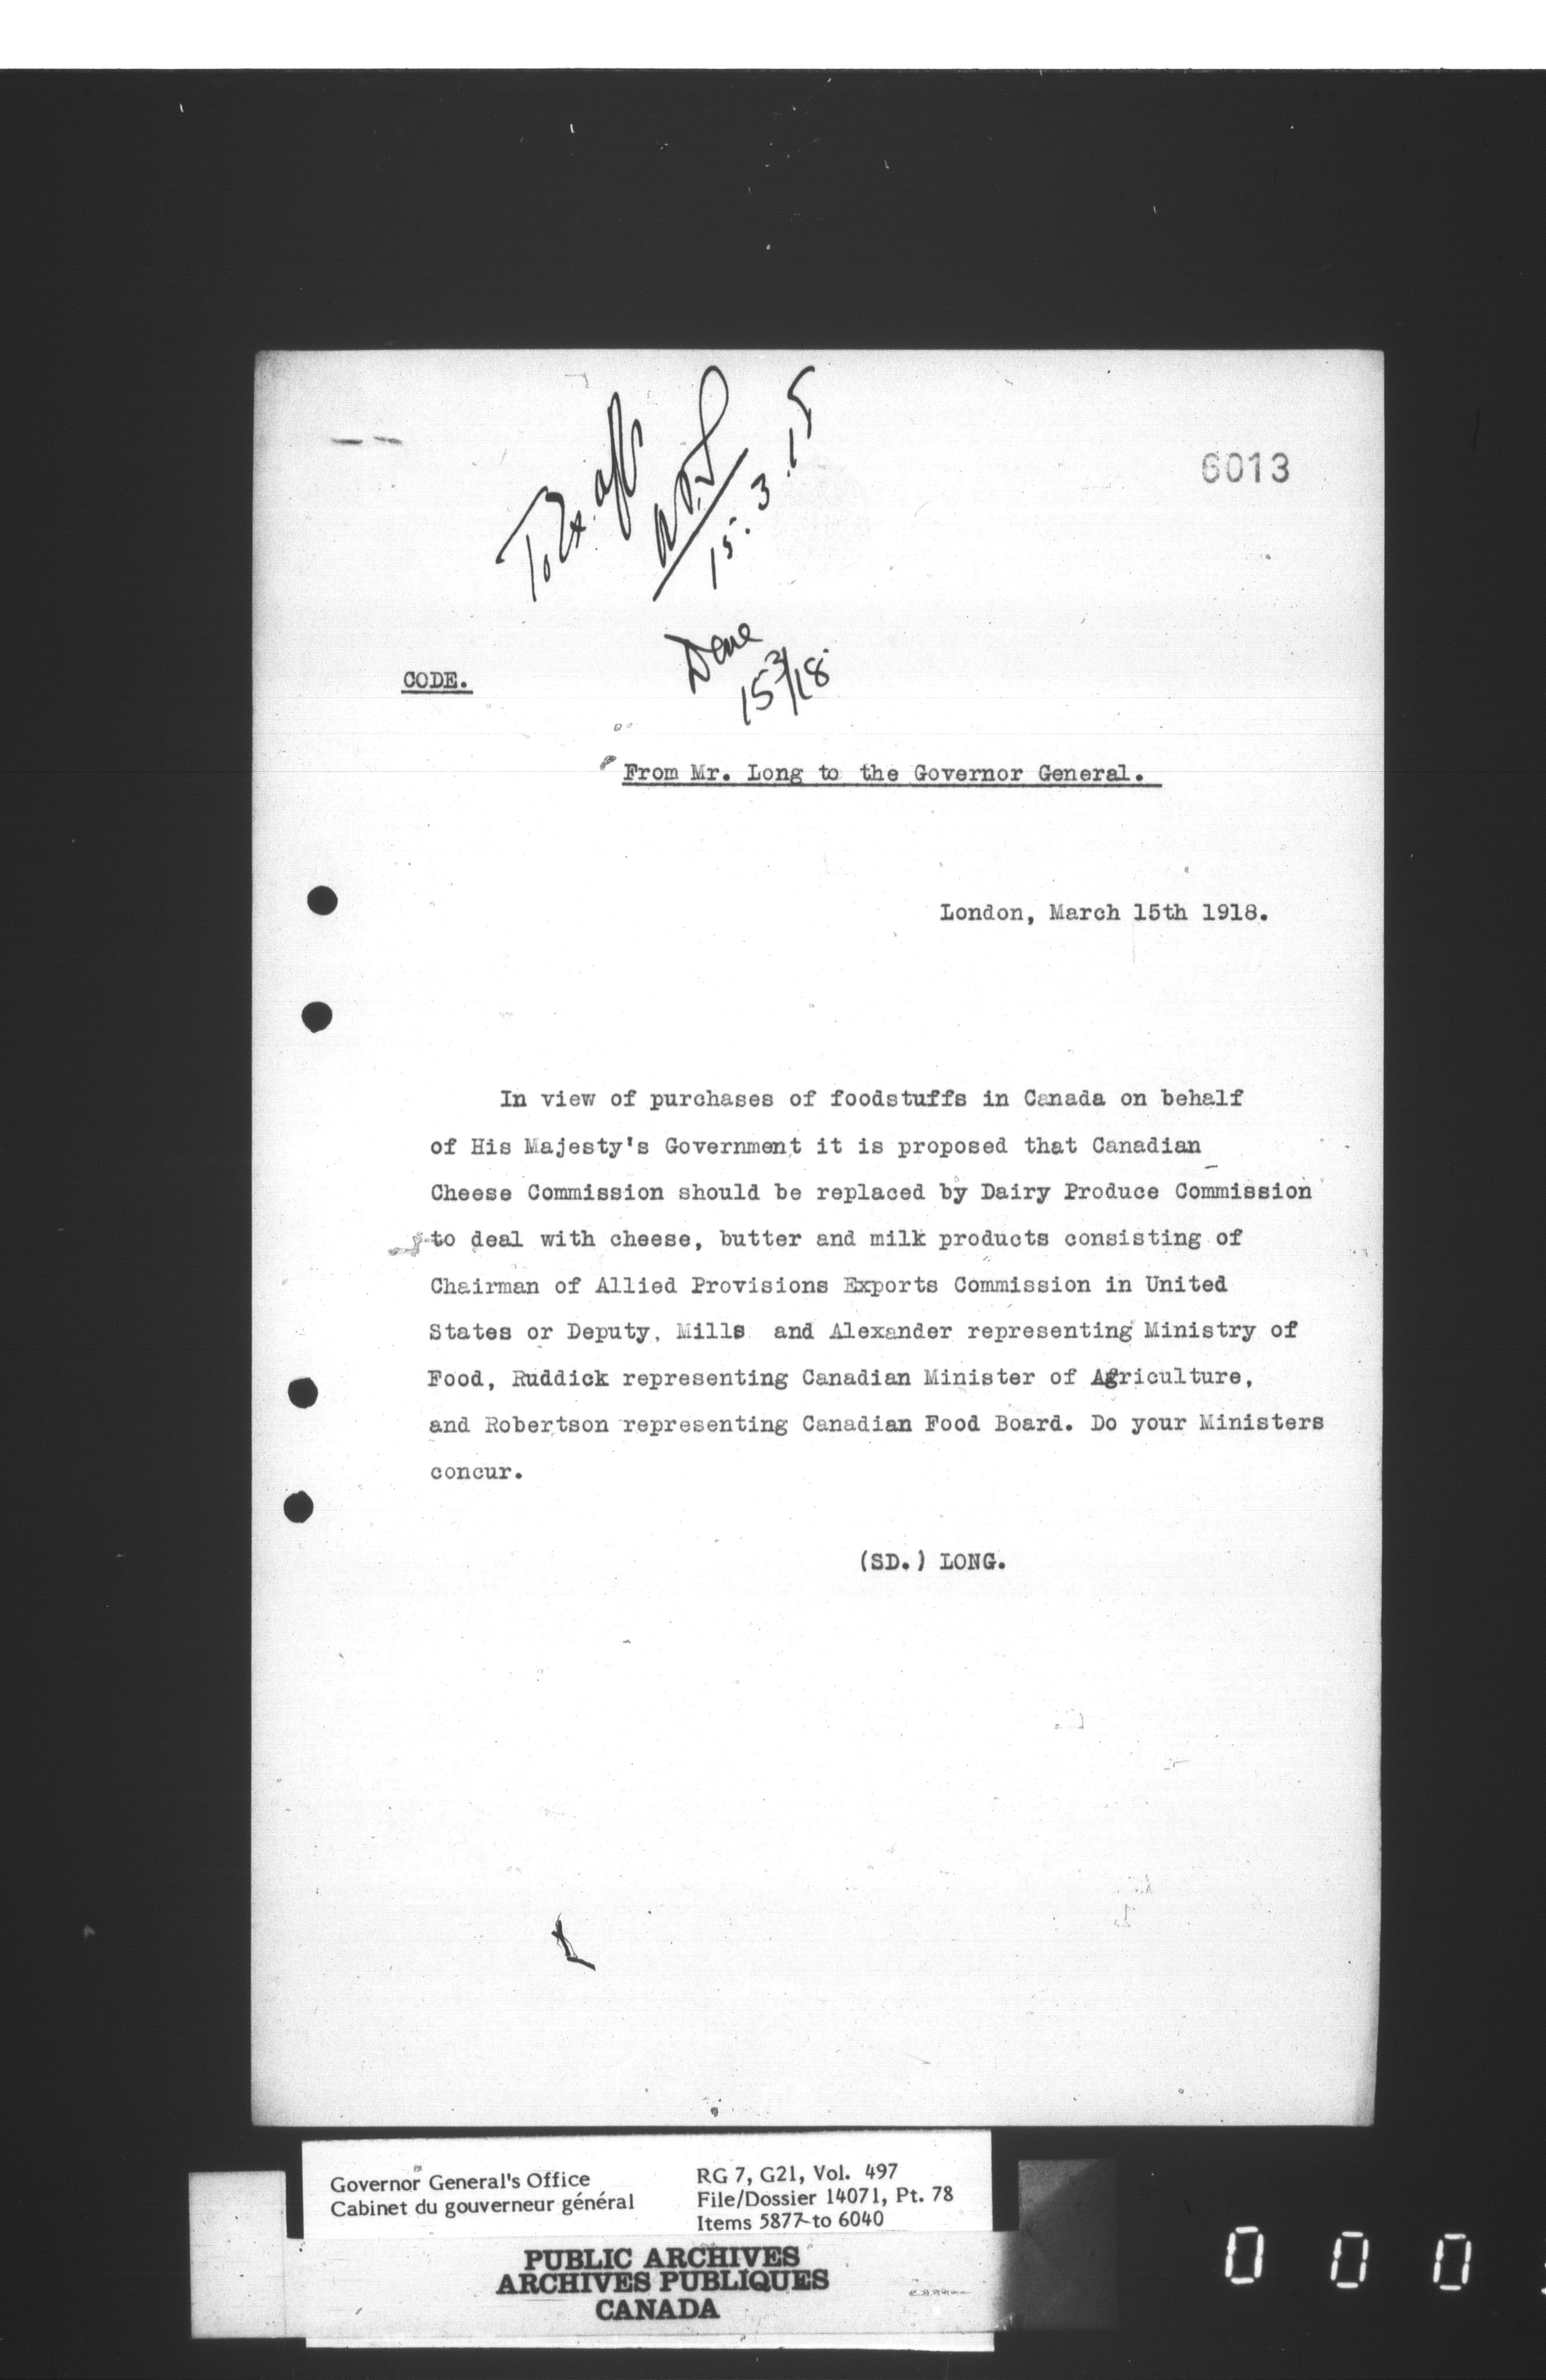 6013
To Ex. affs
15.3.18
Done
15/3/18
CODE.
From Mr. Long to the Governor General.
London, March 15th 1918.
In view of purchases of foodstuffs in Canada on behalf
of His Majesty's Government it is proposed that Canadian
Cheese Commission should be replaced by Dairy Produce Commission
to deal with cheese, butter and milk products consisting of
Chairman of Allied Provisions Exports Commission in United
States or Deputy, Mills and Alexander representing Ministry of
Food, Ruddick representing Canadian Minister of Agriculture,
and Robertson representing Canadian Food Board. Do your Ministers
concur.
(SD.) LONG.
Governor General's Office
Cabinet du gouverneur général
RG 7, G21, Vol. 497
File/Dossier 14071, Pt. 78
Items 5877 to 6040
PUBLIC ARCHIVES
ARCHIVES PUBLIQUES
CANADA
0 0 0